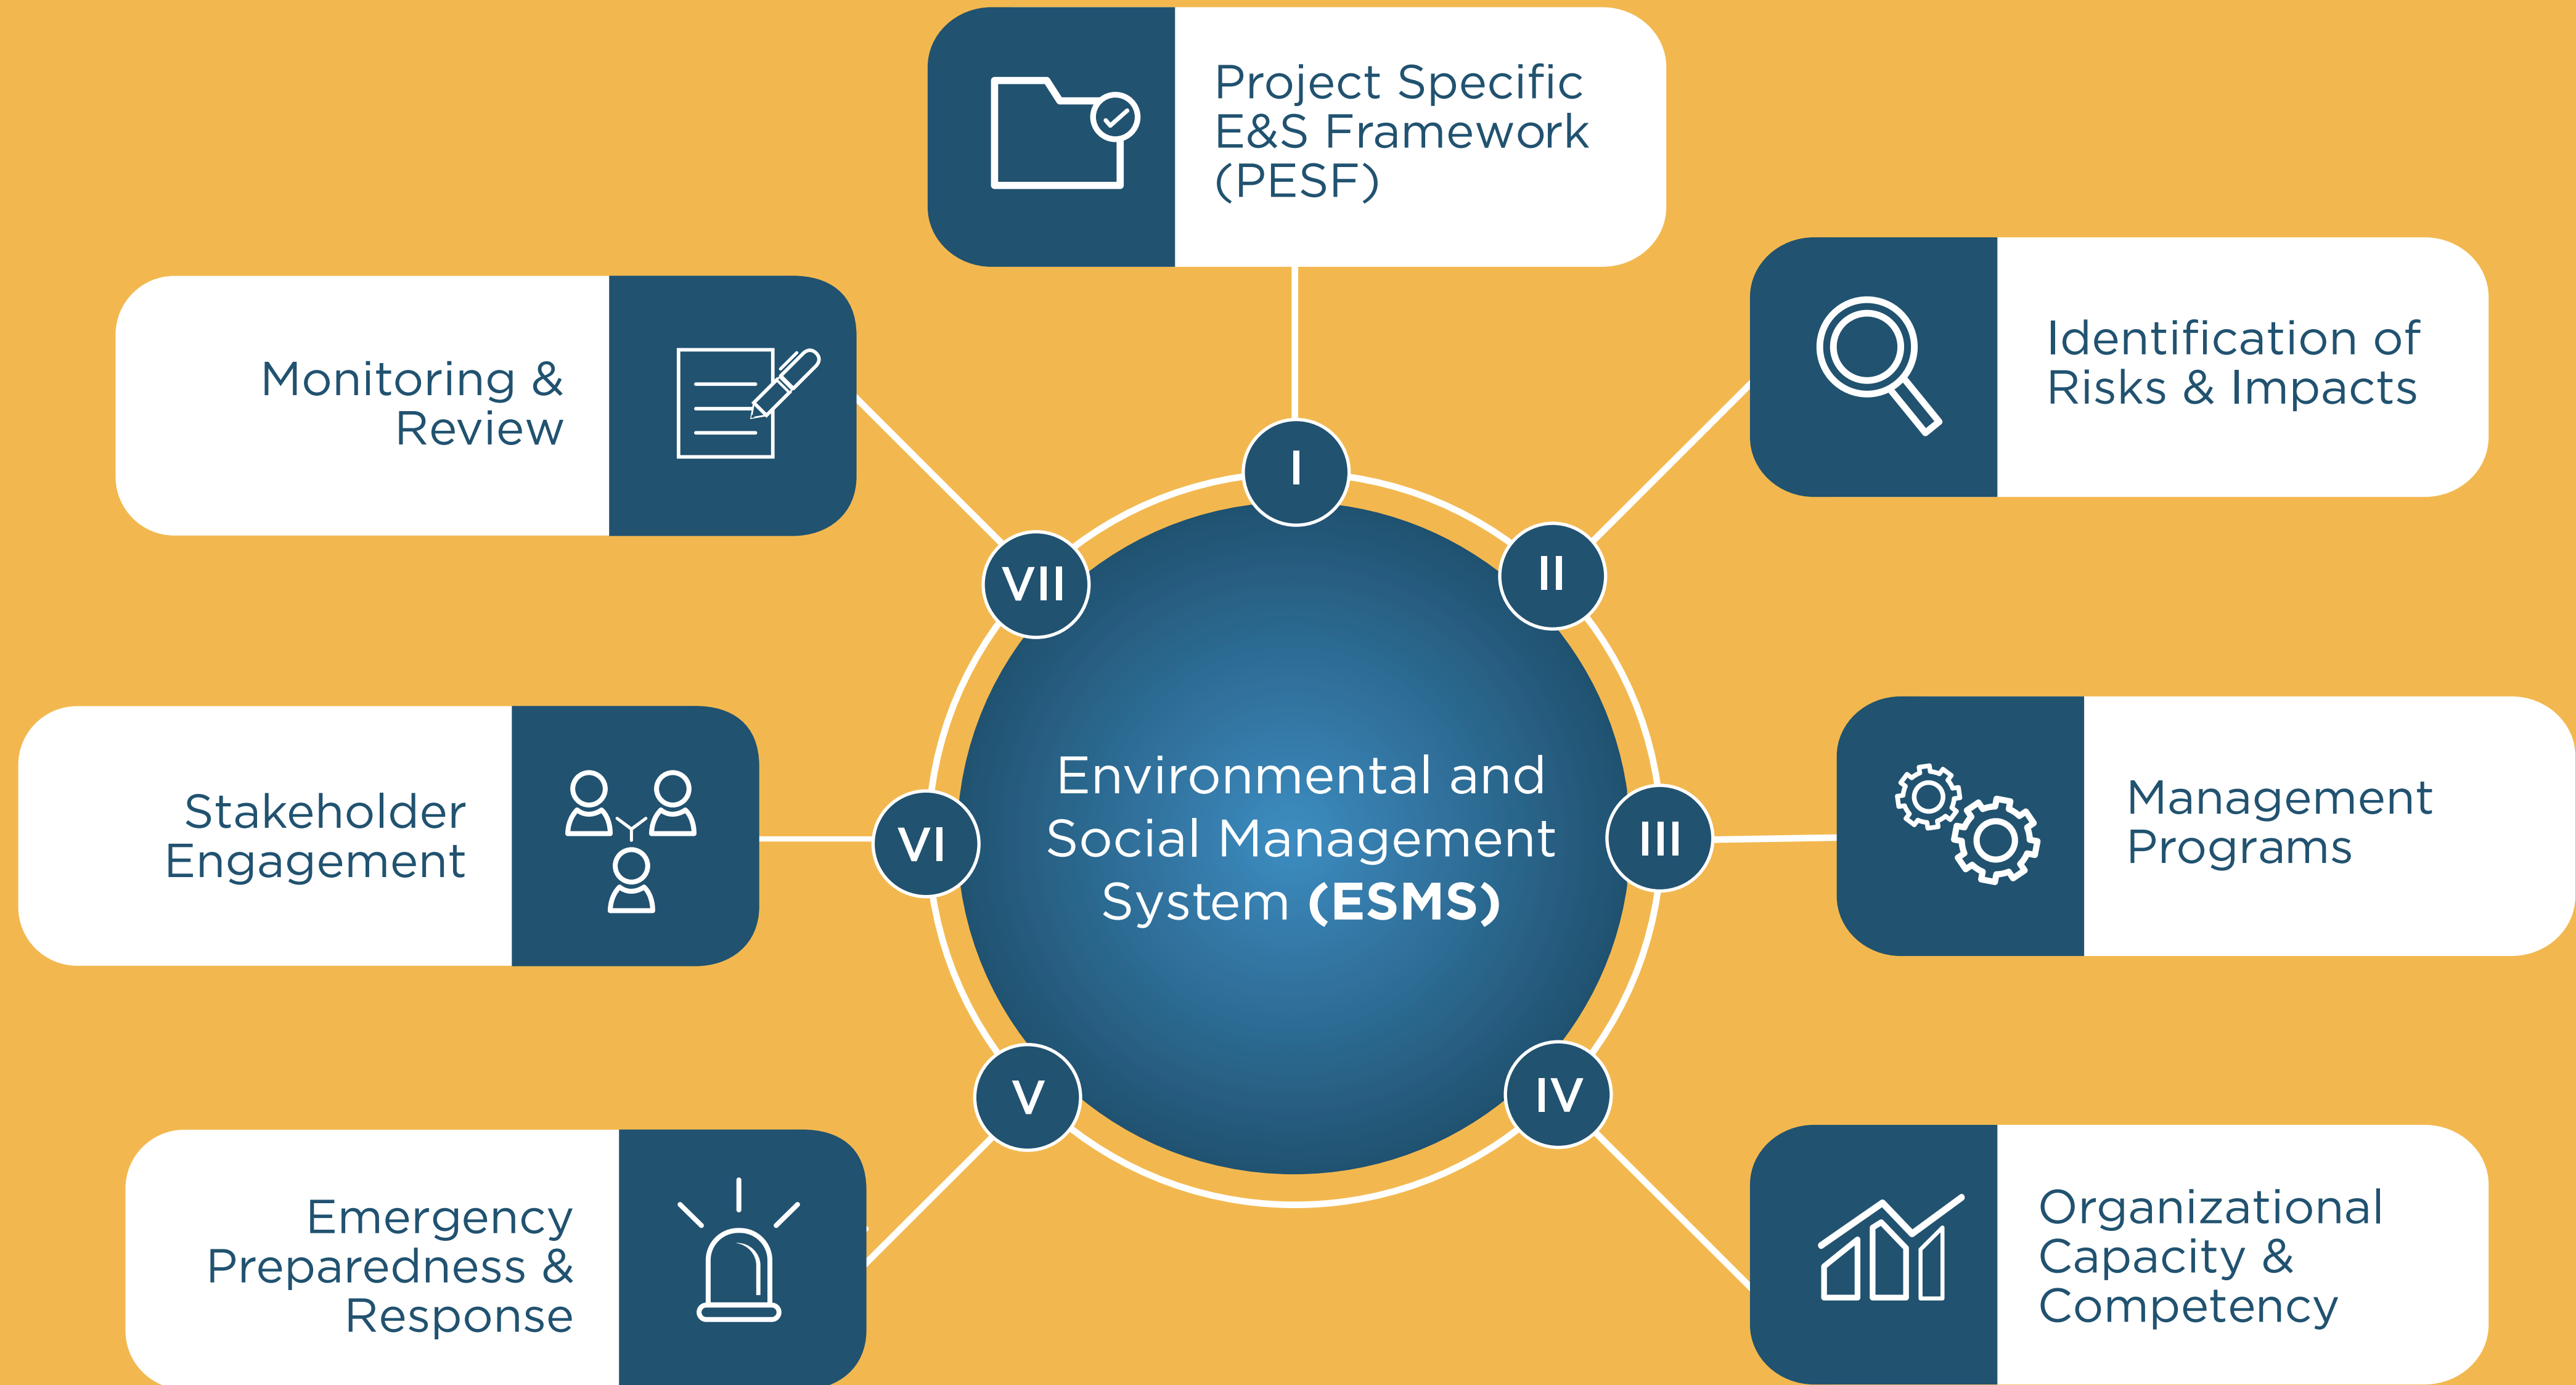 Project Specific
E&S Framework
(PESF)
Identification of
Risks & Impacts
Monitoring &
Review
I
II
VII
Management
Programs
Stakeholder
Engagement
Environmental and
Social Management
System (ESMS)
III
VI
IV
V
Organizational
Capacity &
Competency
Emergency
Preparedness &
Response